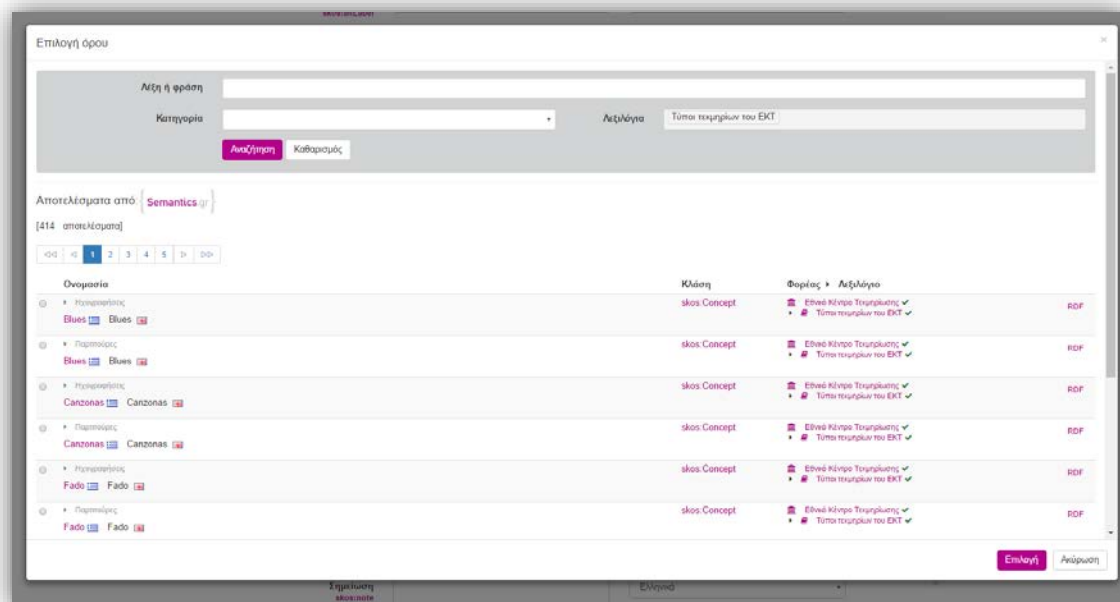 skos:altLabel
Επιλογή όρου
×
Λέξη ή φράση
Κατηγορία
Λεξιλόγια Τύποι τεκμηρίων του ΕΚΤ
Αναζήτηση Καθαρισμός
Αποτελέσματα από {Semantics.gr}
[414 αποτελέσματα]
1 2 3 4 5
Ονομασία Κλάση Φορέας Λεξιλόγιο
Ηχογραφήσεις skos:Concept Εθνικό Κέντρο Τεκμηρίωσης RDF
Blues Blues Τύποι τεκμηρίων του ΕΚΤ
Παρτιτούρες skos:Concept Εθνικό Κέντρο Τεκμηρίωσης RDF
Blues Blues Τύποι τεκμηρίων του ΕΚΤ
Ηχογραφήσεις skos:Concept Εθνικό Κέντρο Τεκμηρίωσης RDF
Canzonas Canzonas Τύποι τεκμηρίων του ΕΚΤ
Παρτιτούρες skos:Concept Εθνικό Κέντρο Τεκμηρίωσης RDF
Canzonas Canzonas Τύποι τεκμηρίων του ΕΚΤ
Ηχογραφήσεις skos:Concept Εθνικό Κέντρο Τεκμηρίωσης RDF
Fado Fado Τύποι τεκμηρίων του ΕΚΤ
Παρτιτούρες skos:Concept Εθνικό Κέντρο Τεκμηρίωσης RDF
Fado Fado Τύποι τεκμηρίων του ΕΚΤ
Επιλογή Ακύρωση
Σημείωση Ελληνικά
skos:note